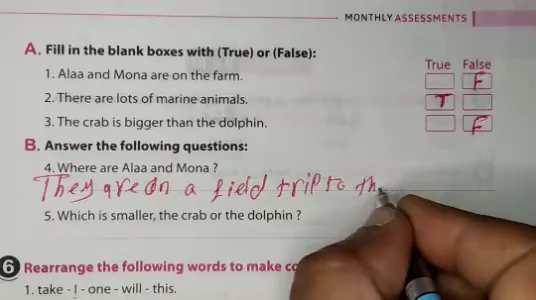 MONTHLY ASSESSMENTS
A. Fill in the blank boxes with (True) or (False):
True False
1. Alaa and Mona are on the farm. F
2. There are lots of marine animals. T
3. The crab is bigger than the dolphin. F
B. Answer the following questions:
4. Where are Alaa and Mona ?
They are on a field trip to th
5. Which is smaller, the crab or the dolphin ?
6 Rearrange the following words to make
1. take - I - one - will - this.